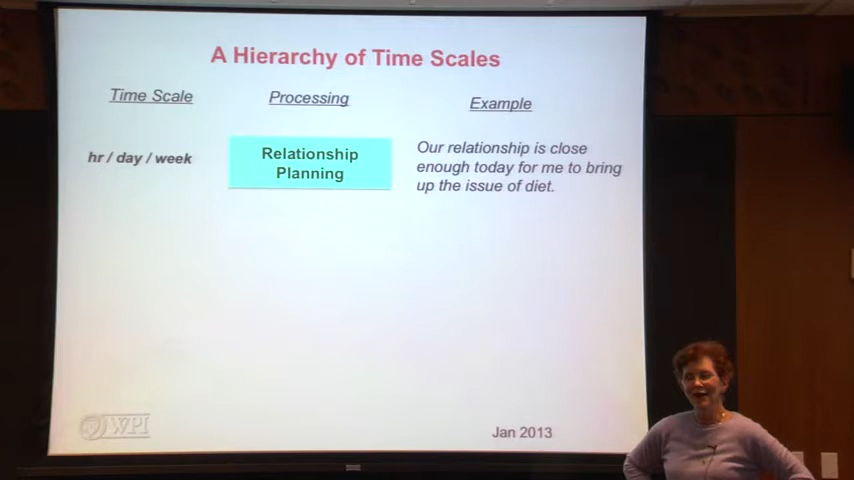 A Hierarchy of Time Scales
Time Scale Processing Example
hr / day / week
Relationship
Planning
Our relationship is close
enough today for me to bring
up the issue of diet.
WPI
Jan 2013